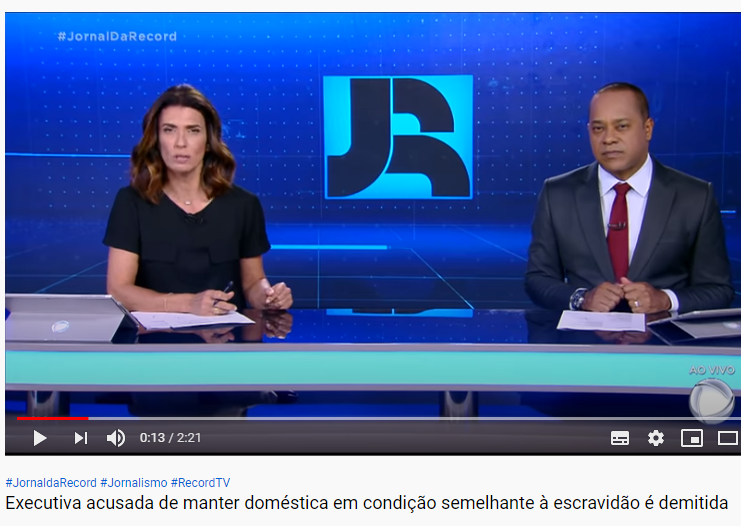 #JornalDaRecord
JR
AO VIVO
0:13 / 2:21
#JornaldaRecord #Jornalismo #RecordTV
Executiva acusada de manter doméstica em condição semelhante à escravidão é demitida